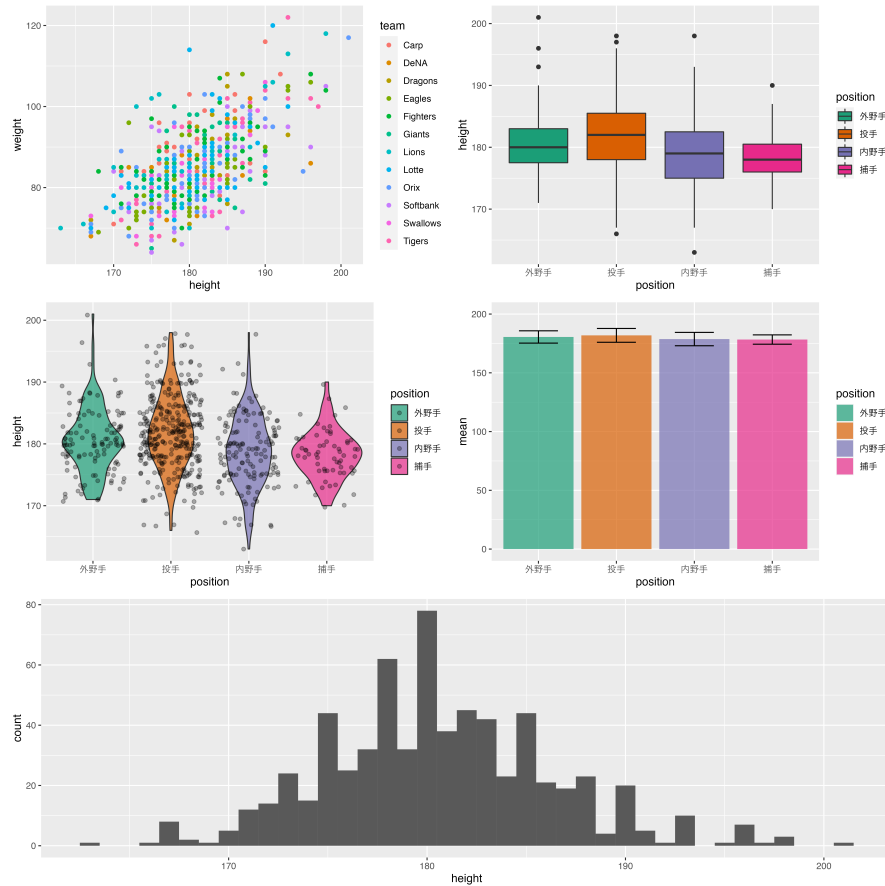 120
100
80
weight
170
180
190
200
height
team
Carp
DeNA
Dragons
Eagles
Fighters
Giants
Lions
Lotte
Orix
Softbank
Swallows
Tigers
200
190
180
170
height
外野手
投手
内野手
捕手
position
position
外野手
投手
内野手
捕手
200
190
180
170
height
外野手
投手
内野手
捕手
position
position
外野手
投手
内野手
捕手
200
150
100
50
0
mean
外野手
投手
内野手
捕手
position
position
外野手
投手
内野手
捕手
80
60
40
20
0
count
170
180
190
200
height